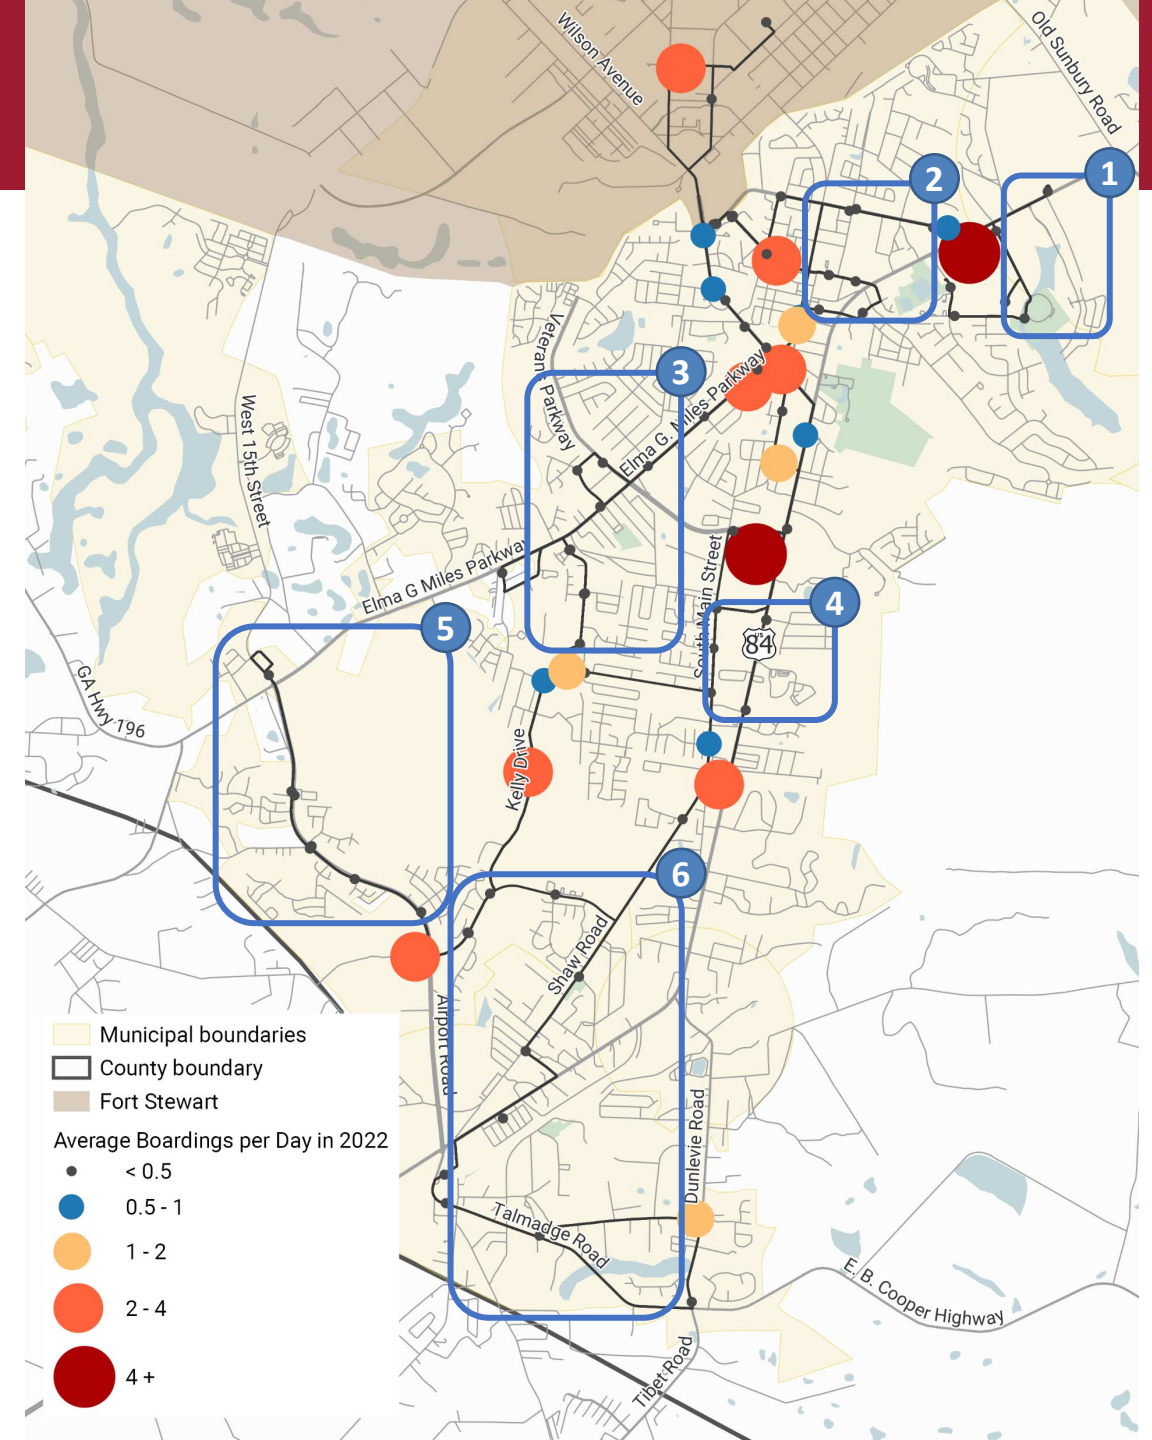 Wilson Avenue
Old Sunbury Road
1
2
Veterans Parkway
3
Elma G. Miles Parkway
West 15th Street
Elma G Miles Parkway
South Main Street
4
US
84
5
GA Hwy 196
Kelly Drive
6
Shaw Road
Airport Road
Dunlevie Road
Talmadge Road
E. B. Cooper Highway
Tibet Road
Municipal boundaries
County boundary
Fort Stewart
Average Boardings per Day in 2022
< 0.5
0.5 - 1
1 - 2
2 - 4
4 +